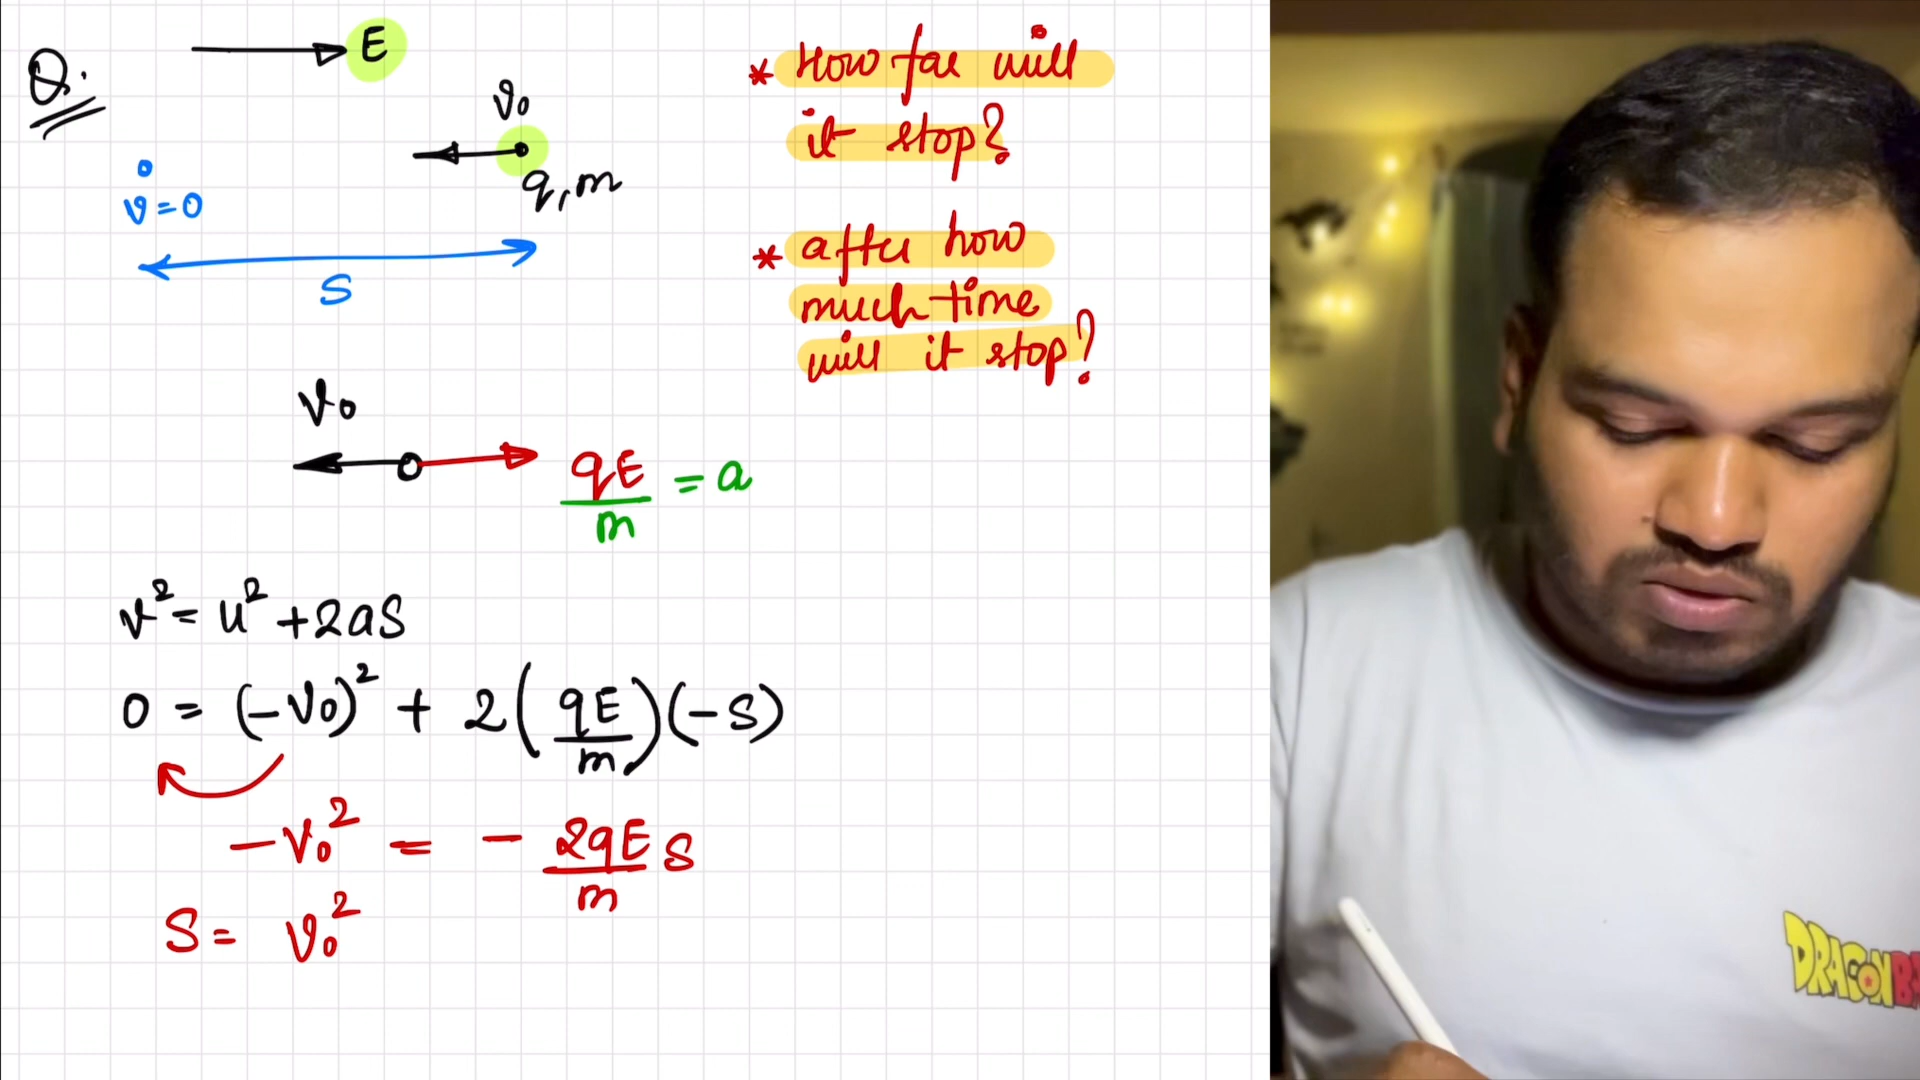 Q.
E
v₀
q, m
v = 0
S
* How far will
it stop?
* after how
much time
will it stop?
v₀
qE/m = a
v² = u² + 2aS
0 = (-v₀)² + 2(qE/m)(-S)
-v₀² = - 2qE/m S
S = v₀²
DRAGON B